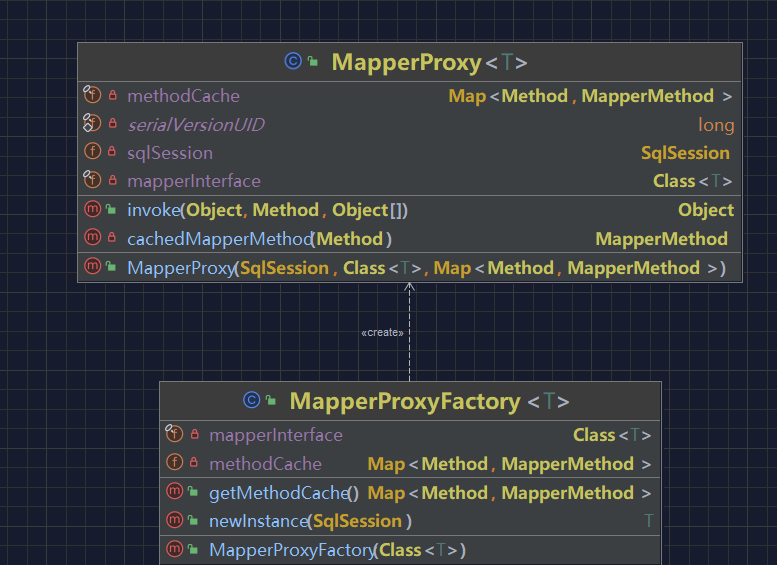 MapperProxy<T>
methodCache Map<Method, MapperMethod>
serialVersionUID long
sqlSession SqlSession
mapperInterface Class<T>
invoke(Object, Method, Object[]) Object
cachedMapperMethod(Method) MapperMethod
MapperProxy(SqlSession, Class<T>, Map<Method, MapperMethod>)
«create»
MapperProxyFactory<T>
mapperInterface Class<T>
methodCache Map<Method, MapperMethod>
getMethodCache() Map<Method, MapperMethod>
newInstance(SqlSession) T
MapperProxyFactory(Class<T>)